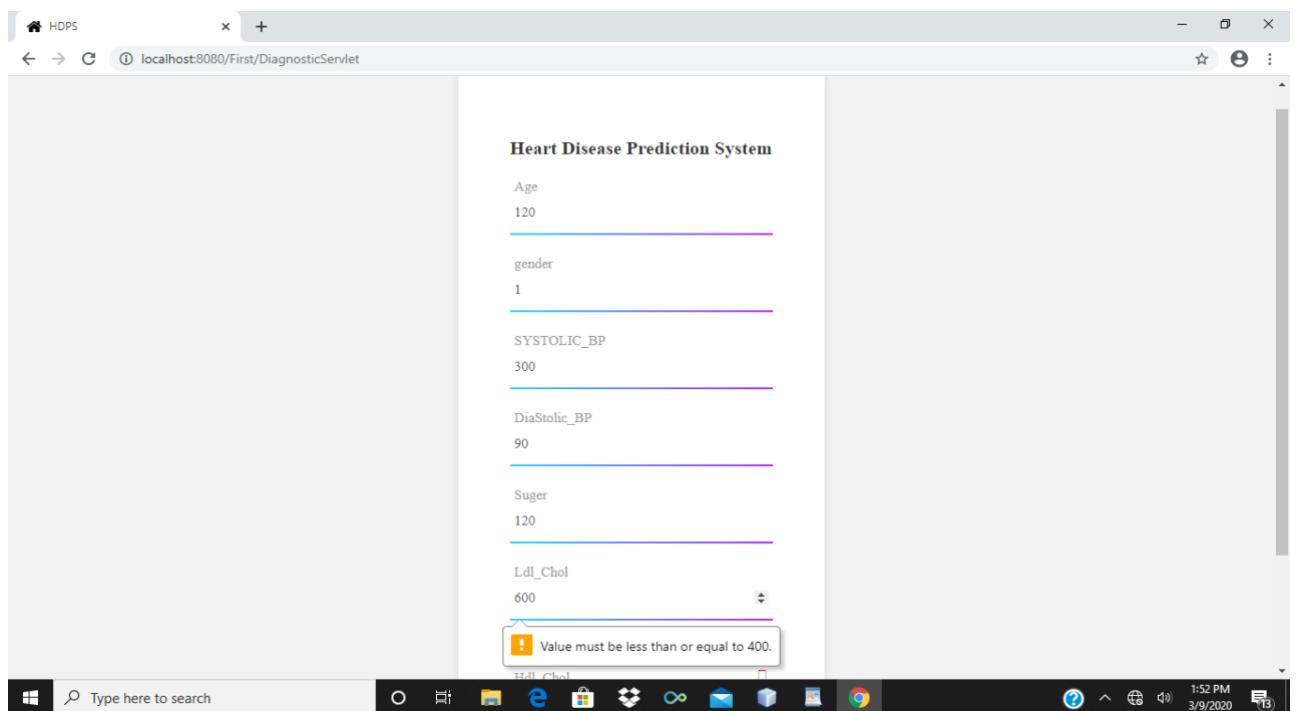 HDPS
localhost:8080/First/DiagnosticServlet
Heart Disease Prediction System
Age
120
gender
1
SYSTOLIC_BP
300
DiaStolic_BP
90
Suger
120
Ldl_Chol
600
Value must be less than or equal to 400.
Hdl_Chol
Type here to search
1:52 PM
3/9/2020
13